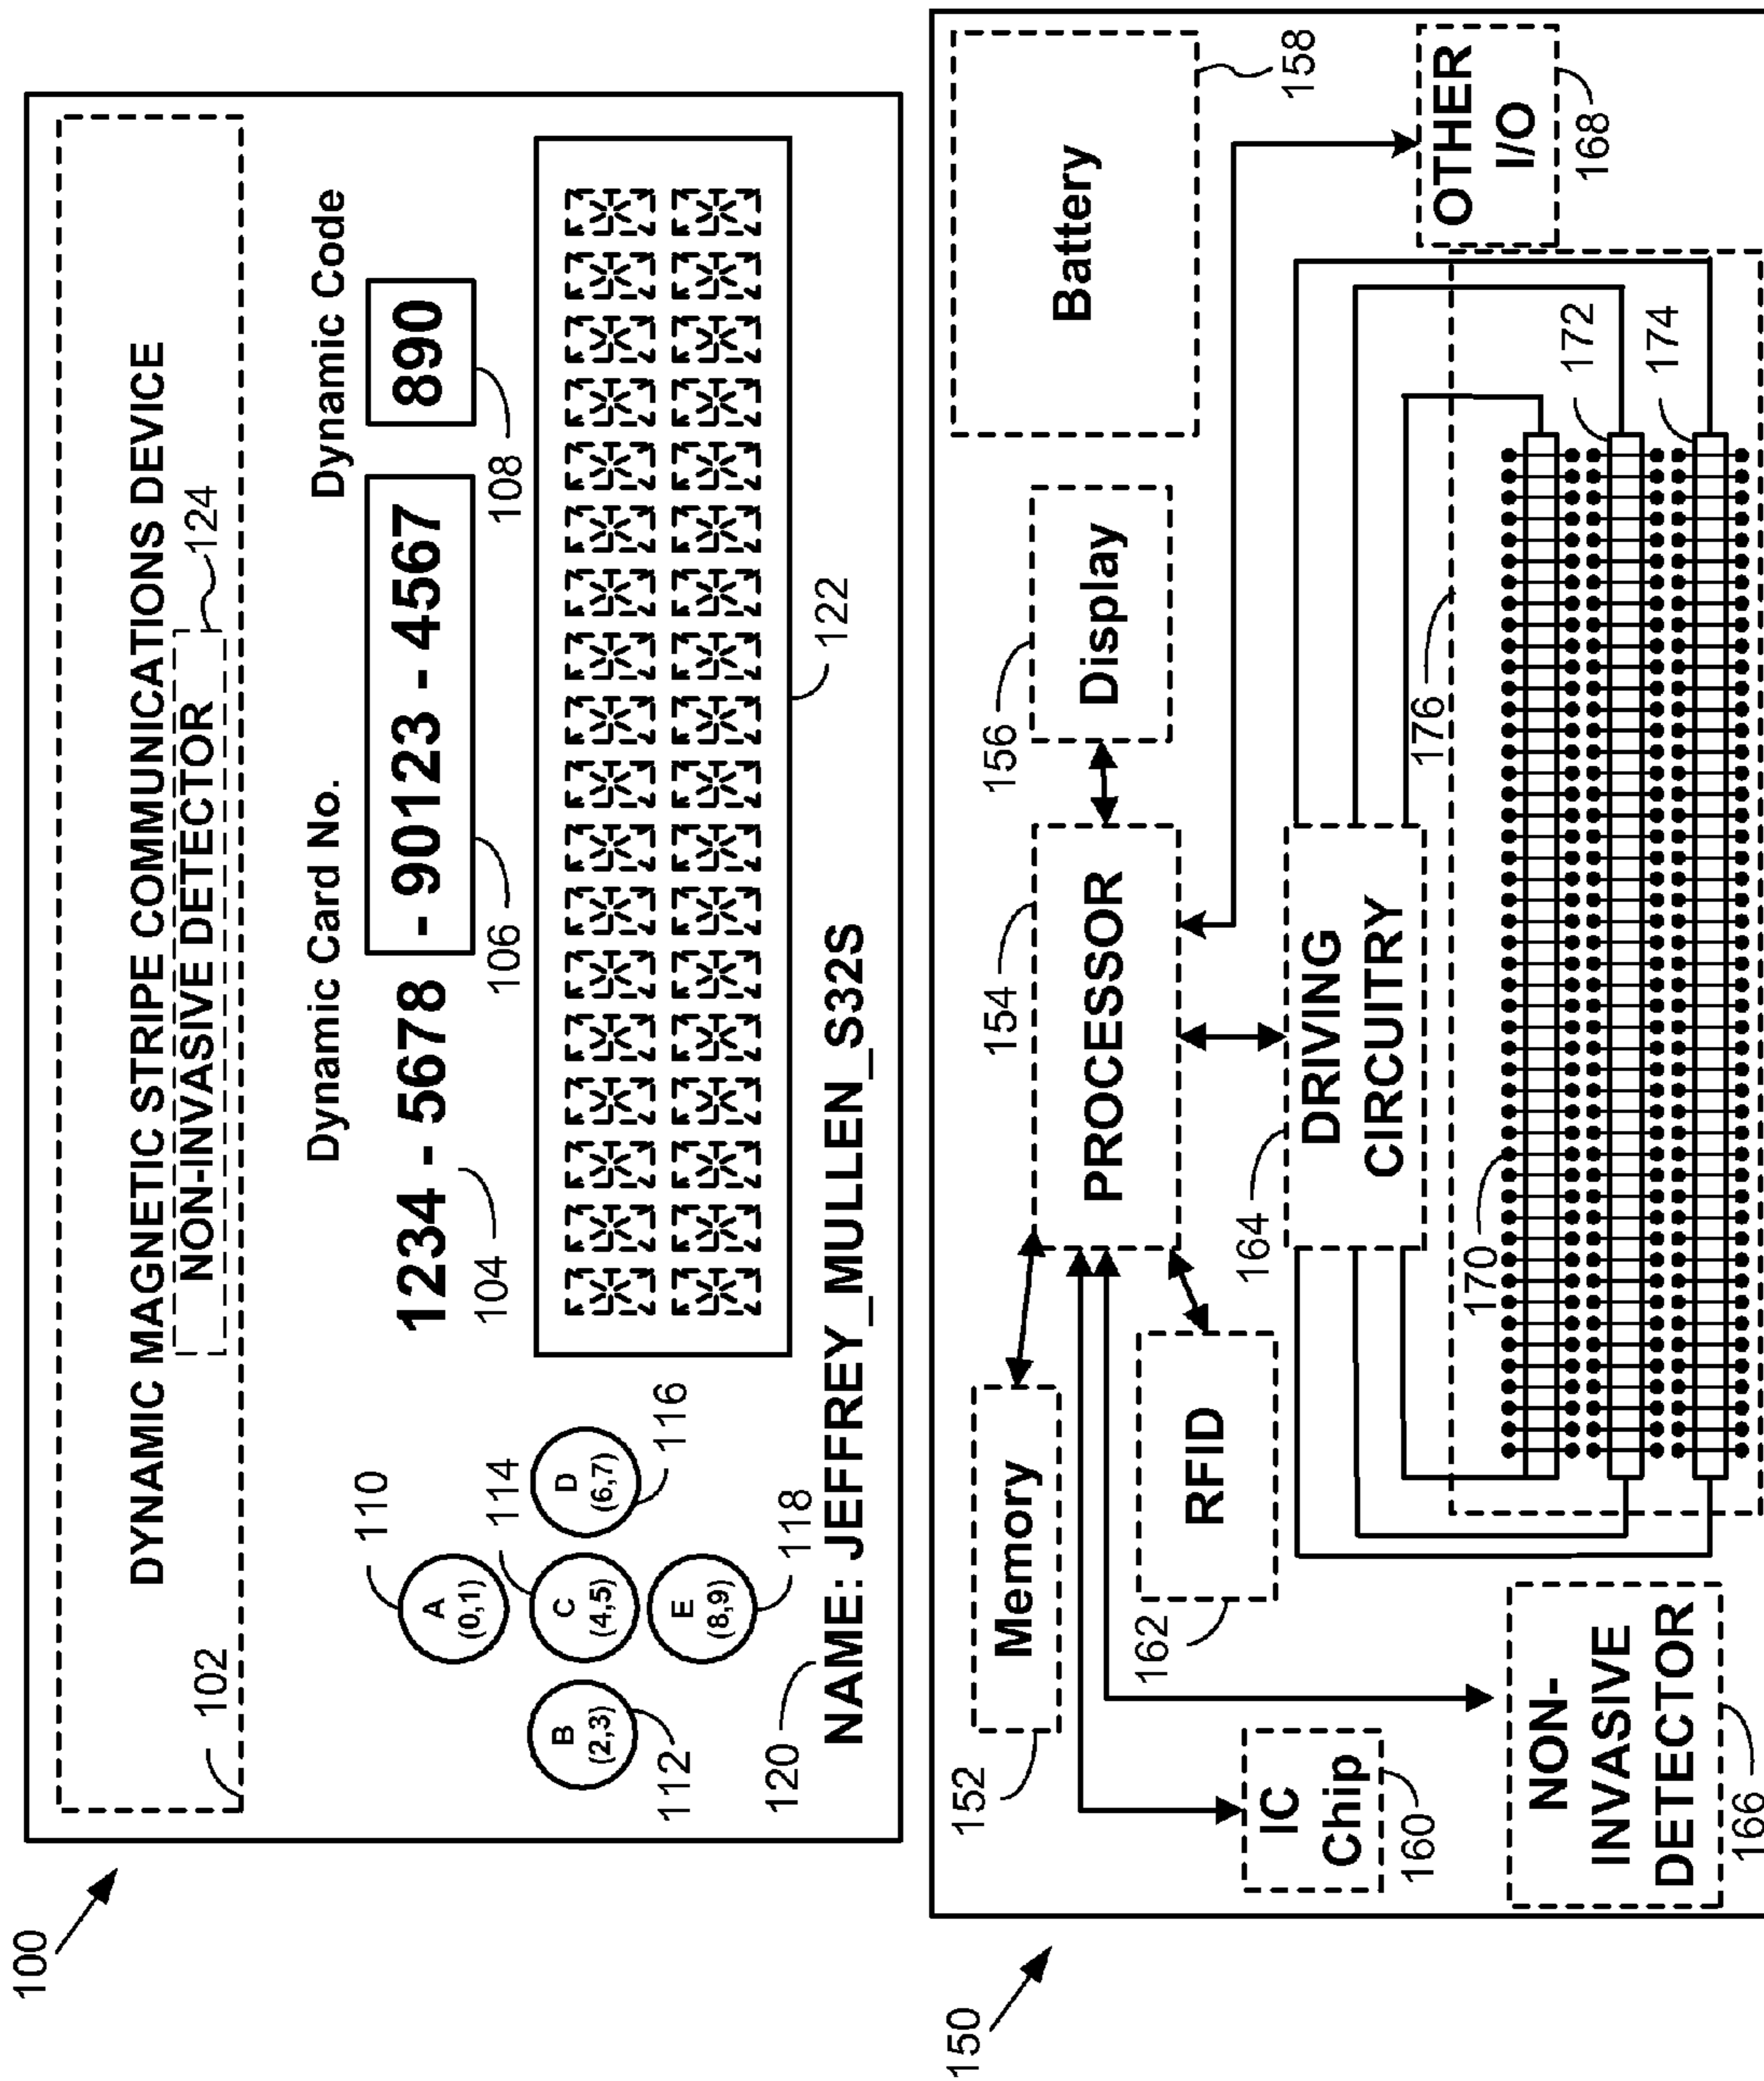 100
102
DYNAMIC MAGNETIC STRIPE COMMUNICATIONS DEVICE
NON-INVASIVE DETECTOR
124
Dynamic Card No.
Dynamic Code
1234 - 5678 - 90123 - 4567
890
104
106
108
110
A
(0,1)
B
(2,3)
C
(4,5)
D
(6,7)
E
(8,9)
112
114
116
118
122
120
NAME: JEFFREY_MULLEN_S32S
150
152
Memory
154
PROCESSOR
156
Display
Battery
158
IC
Chip
160
162
RFID
164
DRIVING
CIRCUITRY
OTHER
I/O
168
NON-
INVASIVE
DETECTOR
166
170
176
172
174